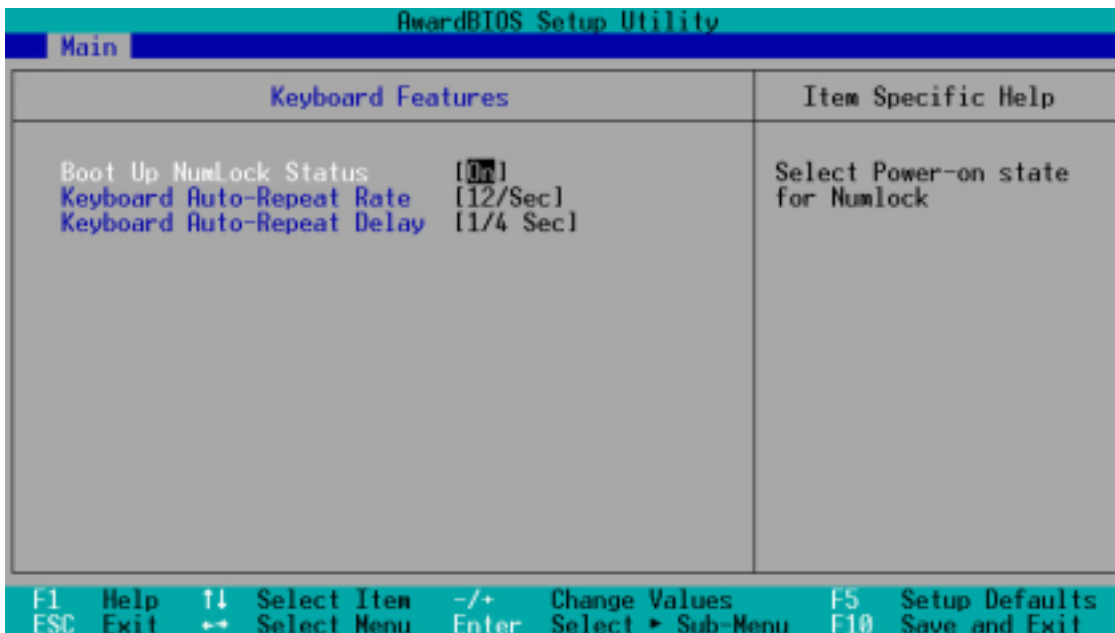 AwardBIOS Setup Utility
Main
Keyboard Features
Item Specific Help
Boot Up NumLock Status [On]
Keyboard Auto-Repeat Rate [12/Sec]
Keyboard Auto-Repeat Delay [1/4 Sec]
Select Power-on state
for Numlock
F1 Help ↑↓ Select Item -/+ Change Values F5 Setup Defaults
ESC Exit ←→ Select Menu Enter Select ► Sub-Menu F10 Save and Exit